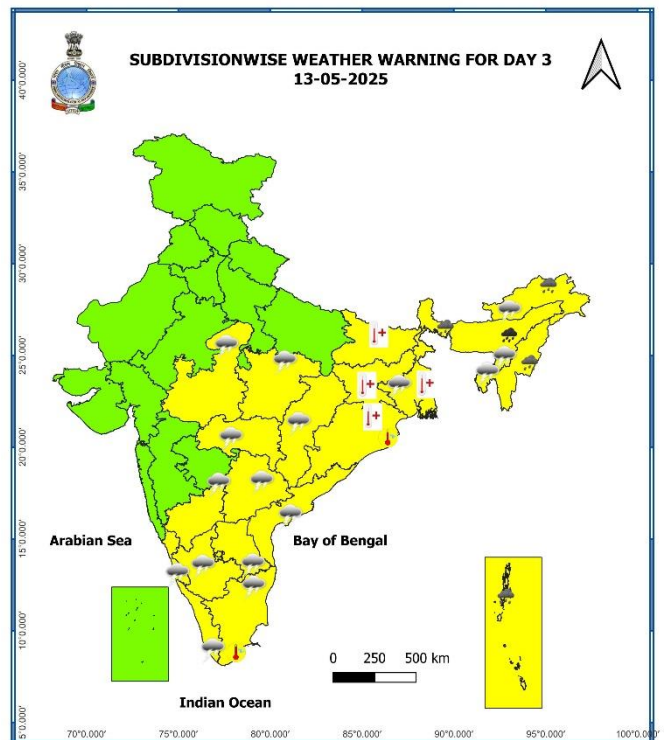 SUBDIVISIONWISE WEATHER WARNING FOR DAY 3
13-05-2025
40°0.000'
35°0.000'
30°0.000'
25°0.000'
20°0.000'
15°0.000'
10°0.000'
5°0.000'
Arabian Sea
Bay of Bengal
0 250 500 km
Indian Ocean
70°0.000' 75°0.000' 80°0.000' 85°0.000' 90°0.000' 95°0.000' 100°0.000'